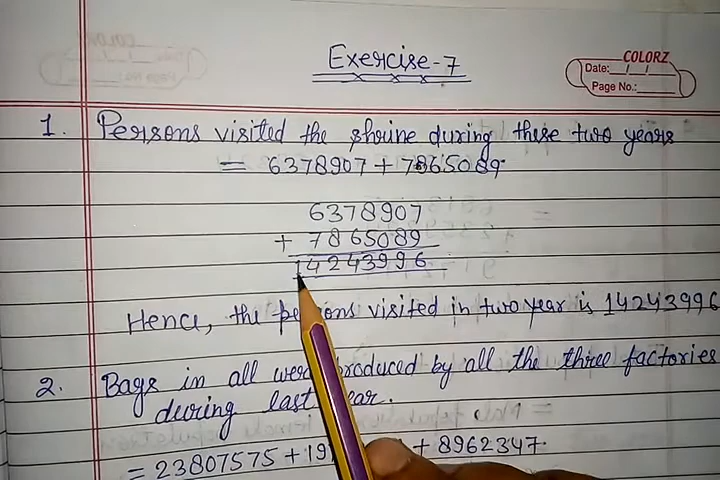 Exercise-7
COLORZ
Date: / /
Page No.:
1. Persons visited the shrine during these two years
= 6378907 + 7865089.
6378907
+ 7865089
14243996
Hence, the persons visited in two year is 14243996
2. Bags in all were produced by all the three factories
during last year.
= 23807575 + 19 + 8962347.